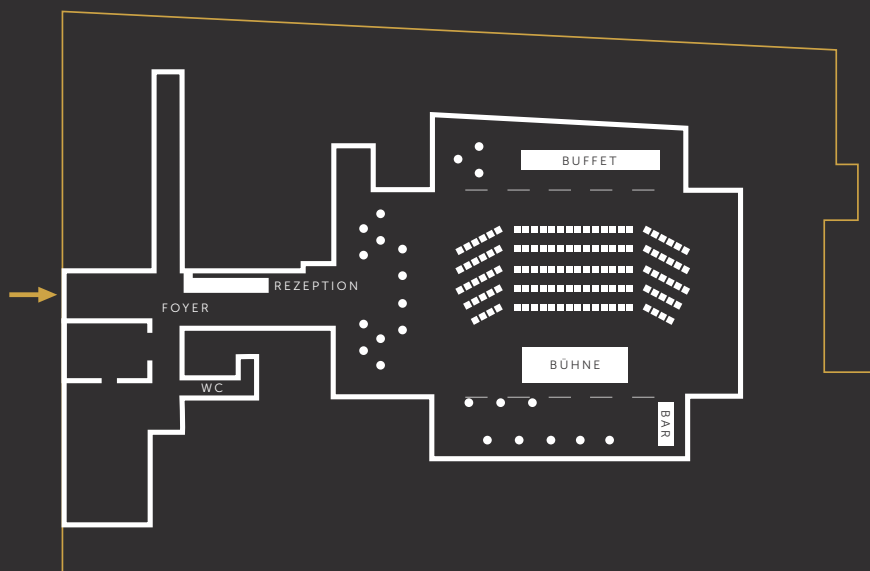 BUFFET
REZEPTION
FOYER
BÜHNE
WC
BAR